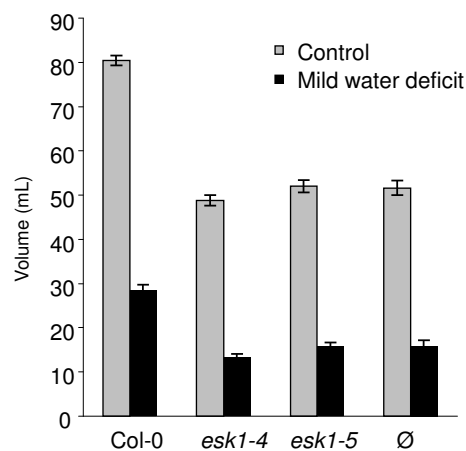 90
80
70
60
50
40
30
20
10
0
Volume (mL)
Control
Mild water deficit
Col-0 esk1-4 esk1-5 Ø